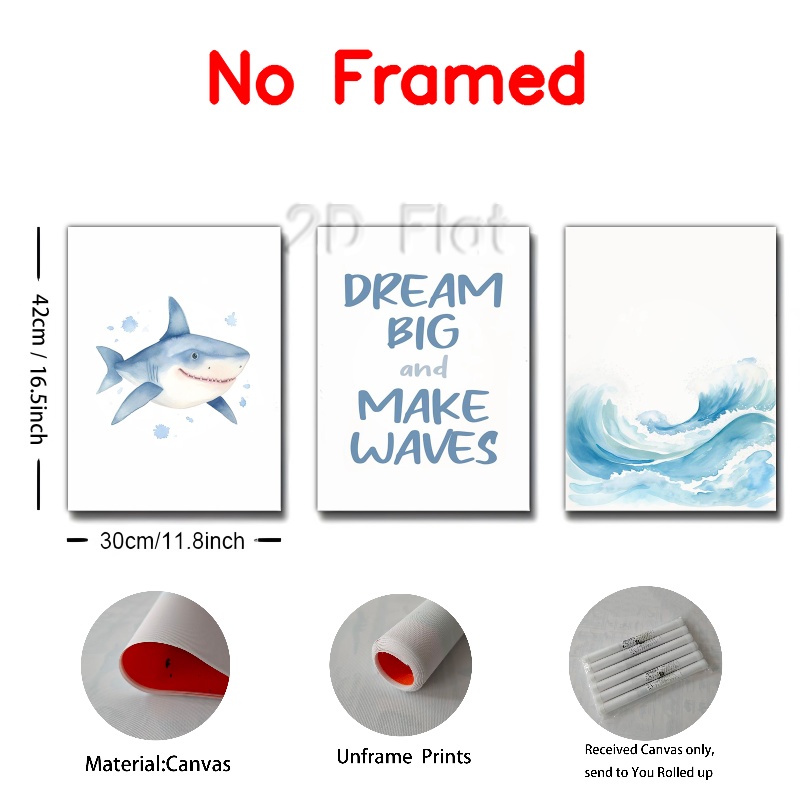 No Framed
2D Flat
42cm / 16.5inch
DREAM
BIG
and
MAKE
WAVES
30cm/11.8inch
Material:Canvas
Unframe Prints
Received Canvas only,
send to You Rolled up